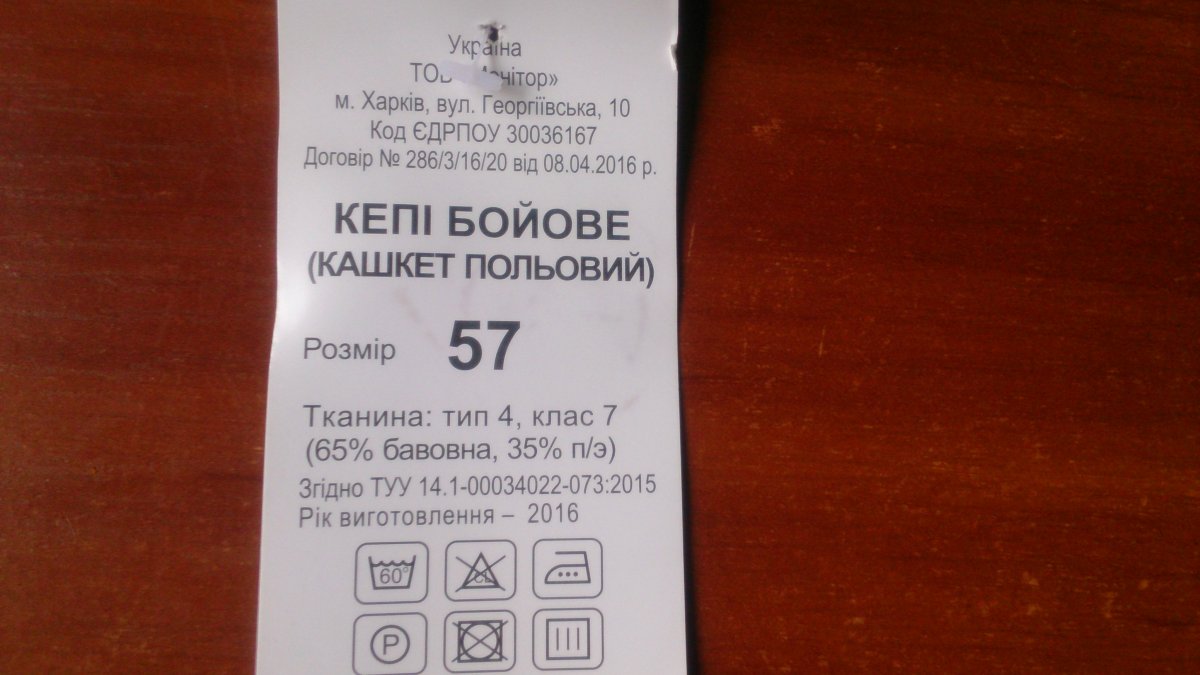 Україна
м. Харків, вул. Георгіївська, 10
Код ЄДРПОУ 30036167
Договір № 286/3/16/20 від 08.04.2016 р.
КЕПІ БОЙОВЕ
(КАШКЕТ ПОЛЬОВИЙ)
Розмір 57
Тканина: тип 4, клас 7
(65% бавовна, 35% п/э)
Згідно ТУУ 14.1-00034022-073:2015
Рік виготовлення – 2016
60°
CL
P